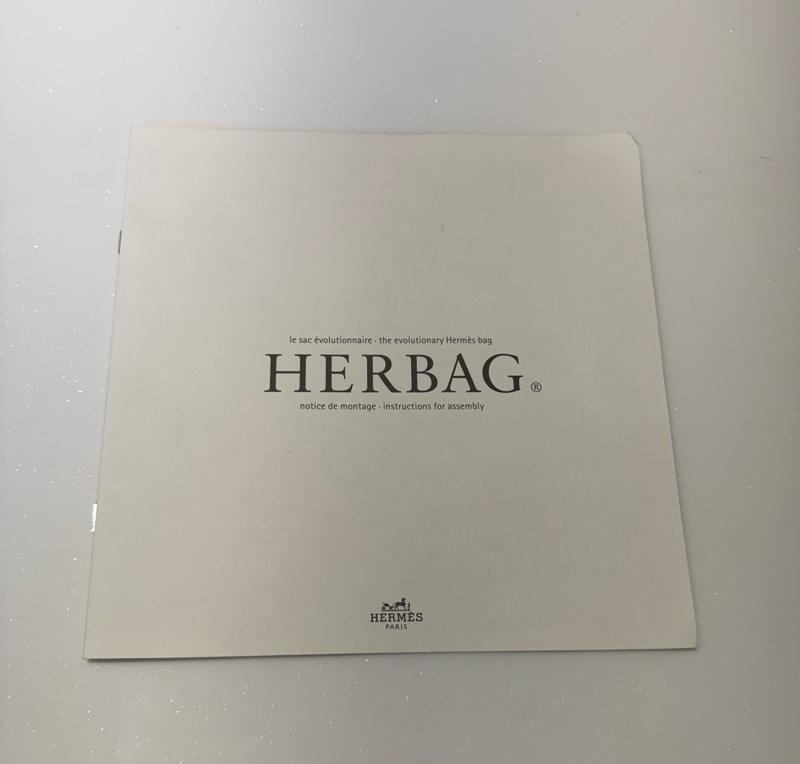 le sac évolutionnaire · the evolutionary Hermès bag
HERBAG®
notice de montage · instructions for assembly
HERMÈS
PARIS